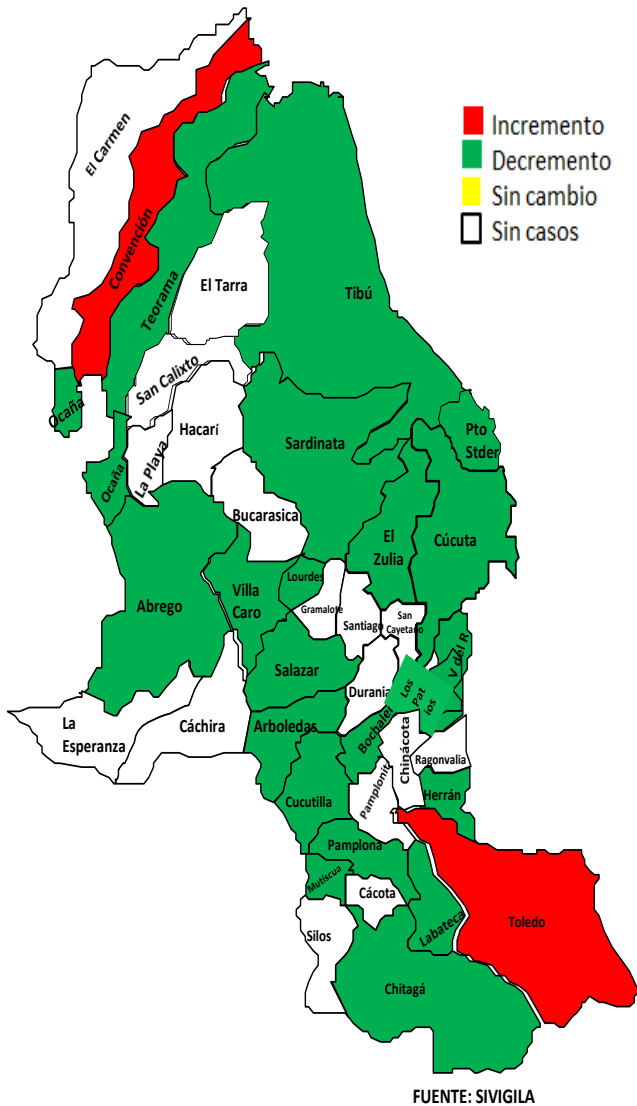 Incremento
Decremento
Sin cambio
Sin casos
El Carmen
Convención
Teorama
El Tarra
Tibú
San Calixto
Ocaña
Hacarí
La Playa
Ocaña
Sardinata
Pto
Stder
Bucarasica
El
Zulia
Cúcuta
Abrego
Villa
Caro
Lourdes
Gramalote
Santiago
San
Cayetano
V del R
Salazar
Durania
Los
Pat
ios
La
Esperanza
Cáchira
Arboledas
Bochalei
Chinácota
Ragonvalia
Cucutilla
Pamplonit
Herrán
Pamplona
2
Mutiscua
Cácota
Labateca
Toledo
Silos
Chitagá
FUENTE: SIVIGILA